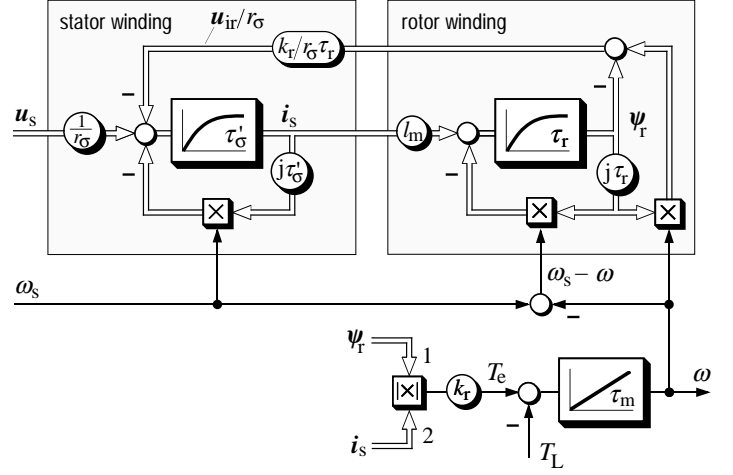 stator winding
rotor winding
u_ir/r_σ
k_r/r_στ_r
−
−
u_s
1/r_σ
τ'_σ
i_s
l_m
τ_r
ψ_r
−
−
jτ'_σ
jτ_r
×
×
×
ω_s
ω_s − ω
−
ψ_r
1
|×|
k_r
T_e
τ_m
ω
−
2
i_s
T_L